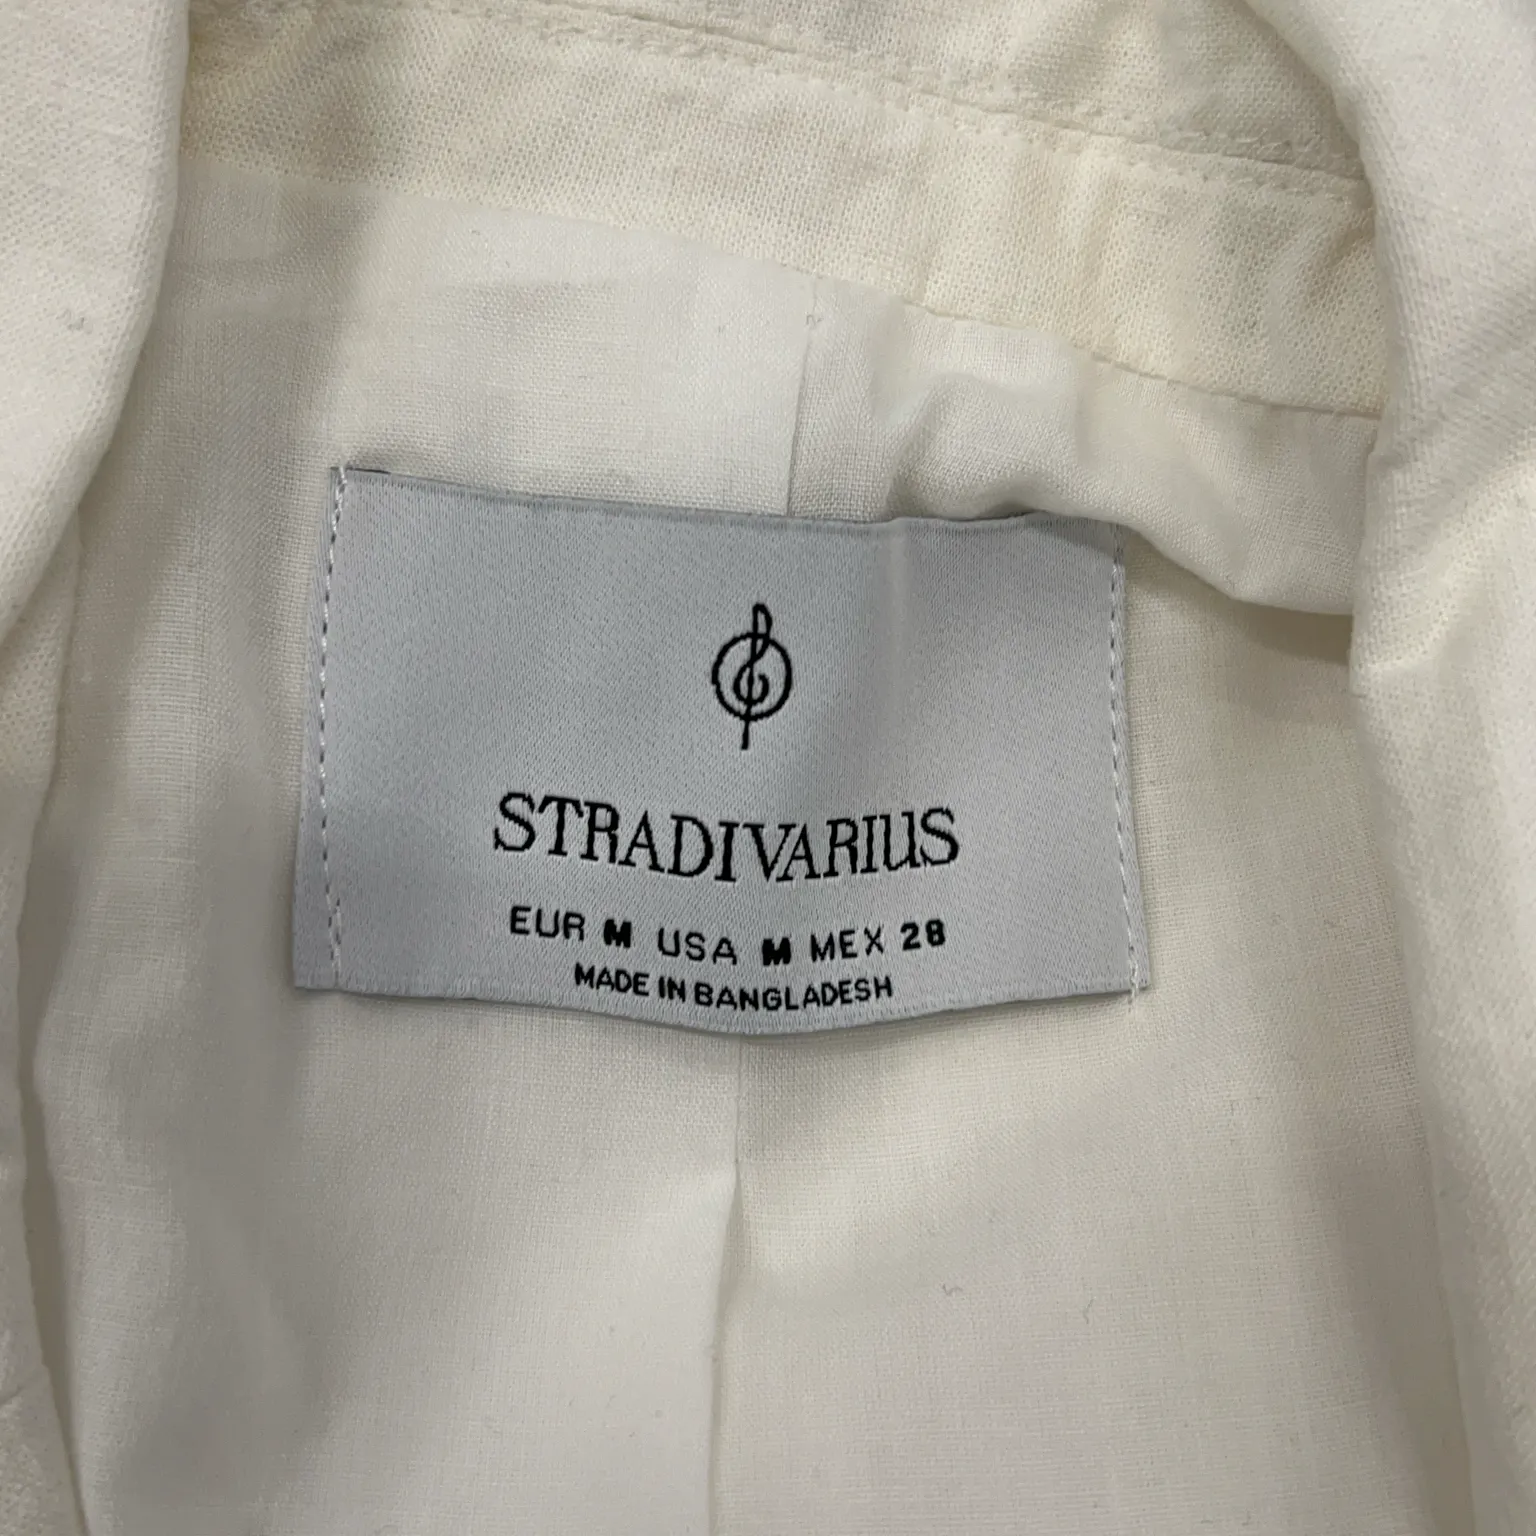 STRADIVARIUS
EUR M USA M MEX 28
MADE IN BANGLADESH